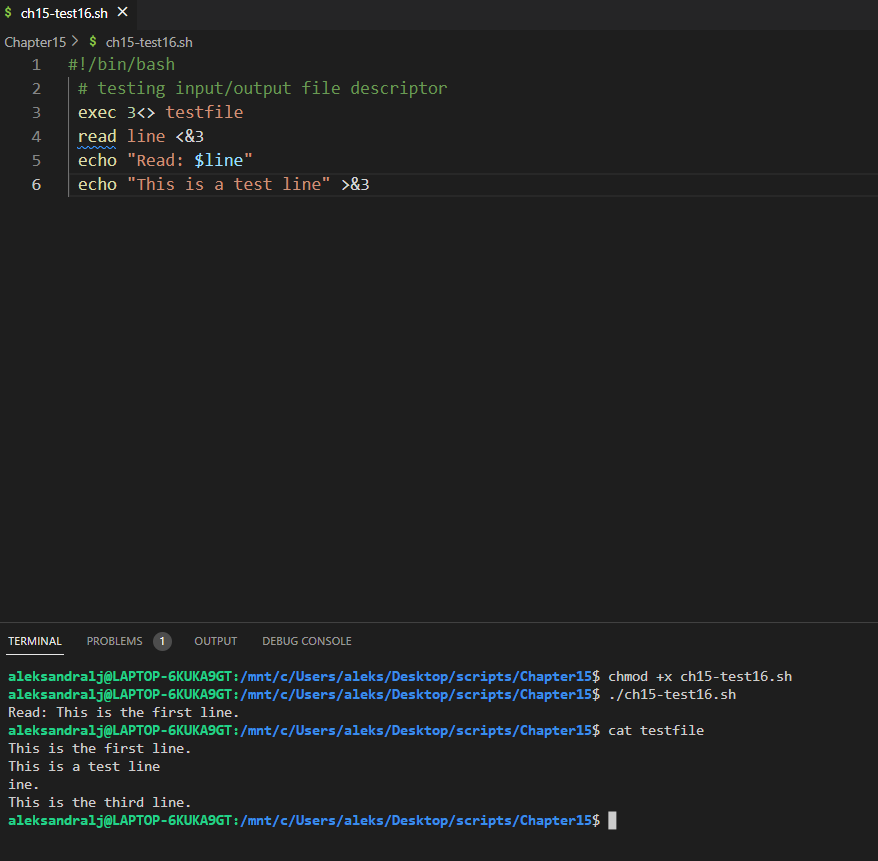 $ ch15-test16.sh ×
Chapter15 > $ ch15-test16.sh
1 #!/bin/bash
2 # testing input/output file descriptor
3 exec 3<> testfile
4 read line <&3
5 echo "Read: $line"
6 echo "This is a test line" >&3
TERMINAL PROBLEMS 1 OUTPUT DEBUG CONSOLE
aleksandralj@LAPTOP-6KUKA9GT:/mnt/c/Users/aleks/Desktop/scripts/Chapter15$ chmod +x ch15-test16.sh
aleksandralj@LAPTOP-6KUKA9GT:/mnt/c/Users/aleks/Desktop/scripts/Chapter15$ ./ch15-test16.sh
Read: This is the first line.
aleksandralj@LAPTOP-6KUKA9GT:/mnt/c/Users/aleks/Desktop/scripts/Chapter15$ cat testfile
This is the first line.
This is a test line
ine.
This is the third line.
aleksandralj@LAPTOP-6KUKA9GT:/mnt/c/Users/aleks/Desktop/scripts/Chapter15$